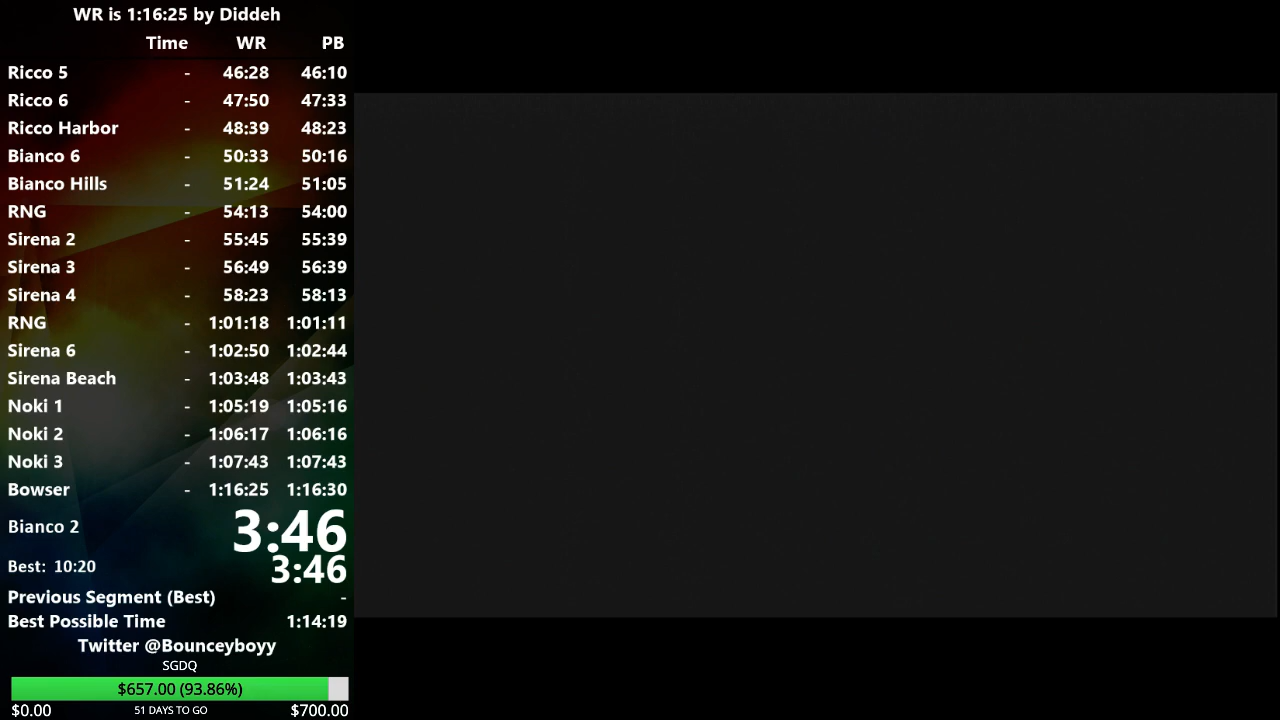 WR is 1:16:25 by Diddeh
Time WR PB
Ricco 5 - 46:28 46:10
Ricco 6 - 47:50 47:33
Ricco Harbor - 48:39 48:23
Bianco 6 - 50:33 50:16
Bianco Hills - 51:24 51:05
RNG - 54:13 54:00
Sirena 2 - 55:45 55:39
Sirena 3 - 56:49 56:39
Sirena 4 - 58:23 58:13
RNG - 1:01:18 1:01:11
Sirena 6 - 1:02:50 1:02:44
Sirena Beach - 1:03:48 1:03:43
Noki 1 - 1:05:19 1:05:16
Noki 2 - 1:06:17 1:06:16
Noki 3 - 1:07:43 1:07:43
Bowser - 1:16:25 1:16:30
Bianco 2 3:46
Best: 10:20 3:46
Previous Segment (Best) -
Best Possible Time 1:14:19
Twitter @Bounceyboyy
SGDQ
$657.00 (93.86%)
$0.00 51 DAYS TO GO $700.00